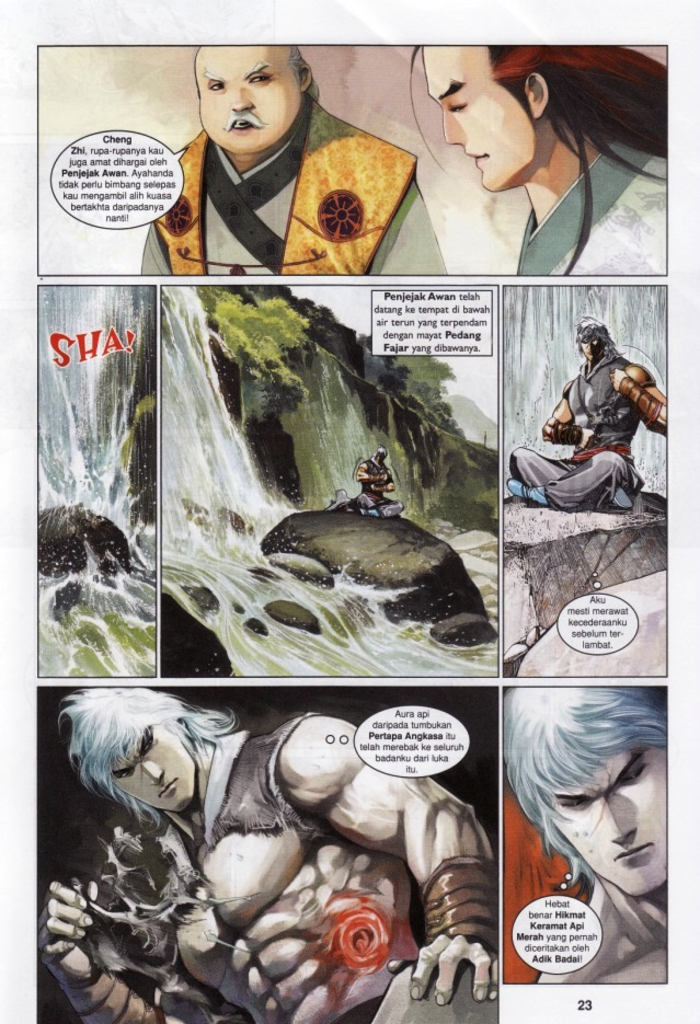 Cheng
Zhi, rupa-rupanya kau
juga amat dihargai oleh
Penjejak Awan. Ayahanda
tidak perlu bimbang selepas
kau mengambil alih kuasa
bertakhta daripadanya
nanti!
SHA!
Penjejak Awan telah
datang ke tempat di bawah
air terun yang terpendam
dengan mayat Pedang
Fajar yang dibawanya.
Aku
mesti merawat
kecederaanku
sebelum ter-
lambat.
Aura api
daripada tumbukan
Pertapa Angkasa itu
telah merebak ke seluruh
badanku dari luka
itu.
Hebat
benar Hikmat
Keramat Api
Merah yang pernah
diceritakan oleh
Adik Badai!
23